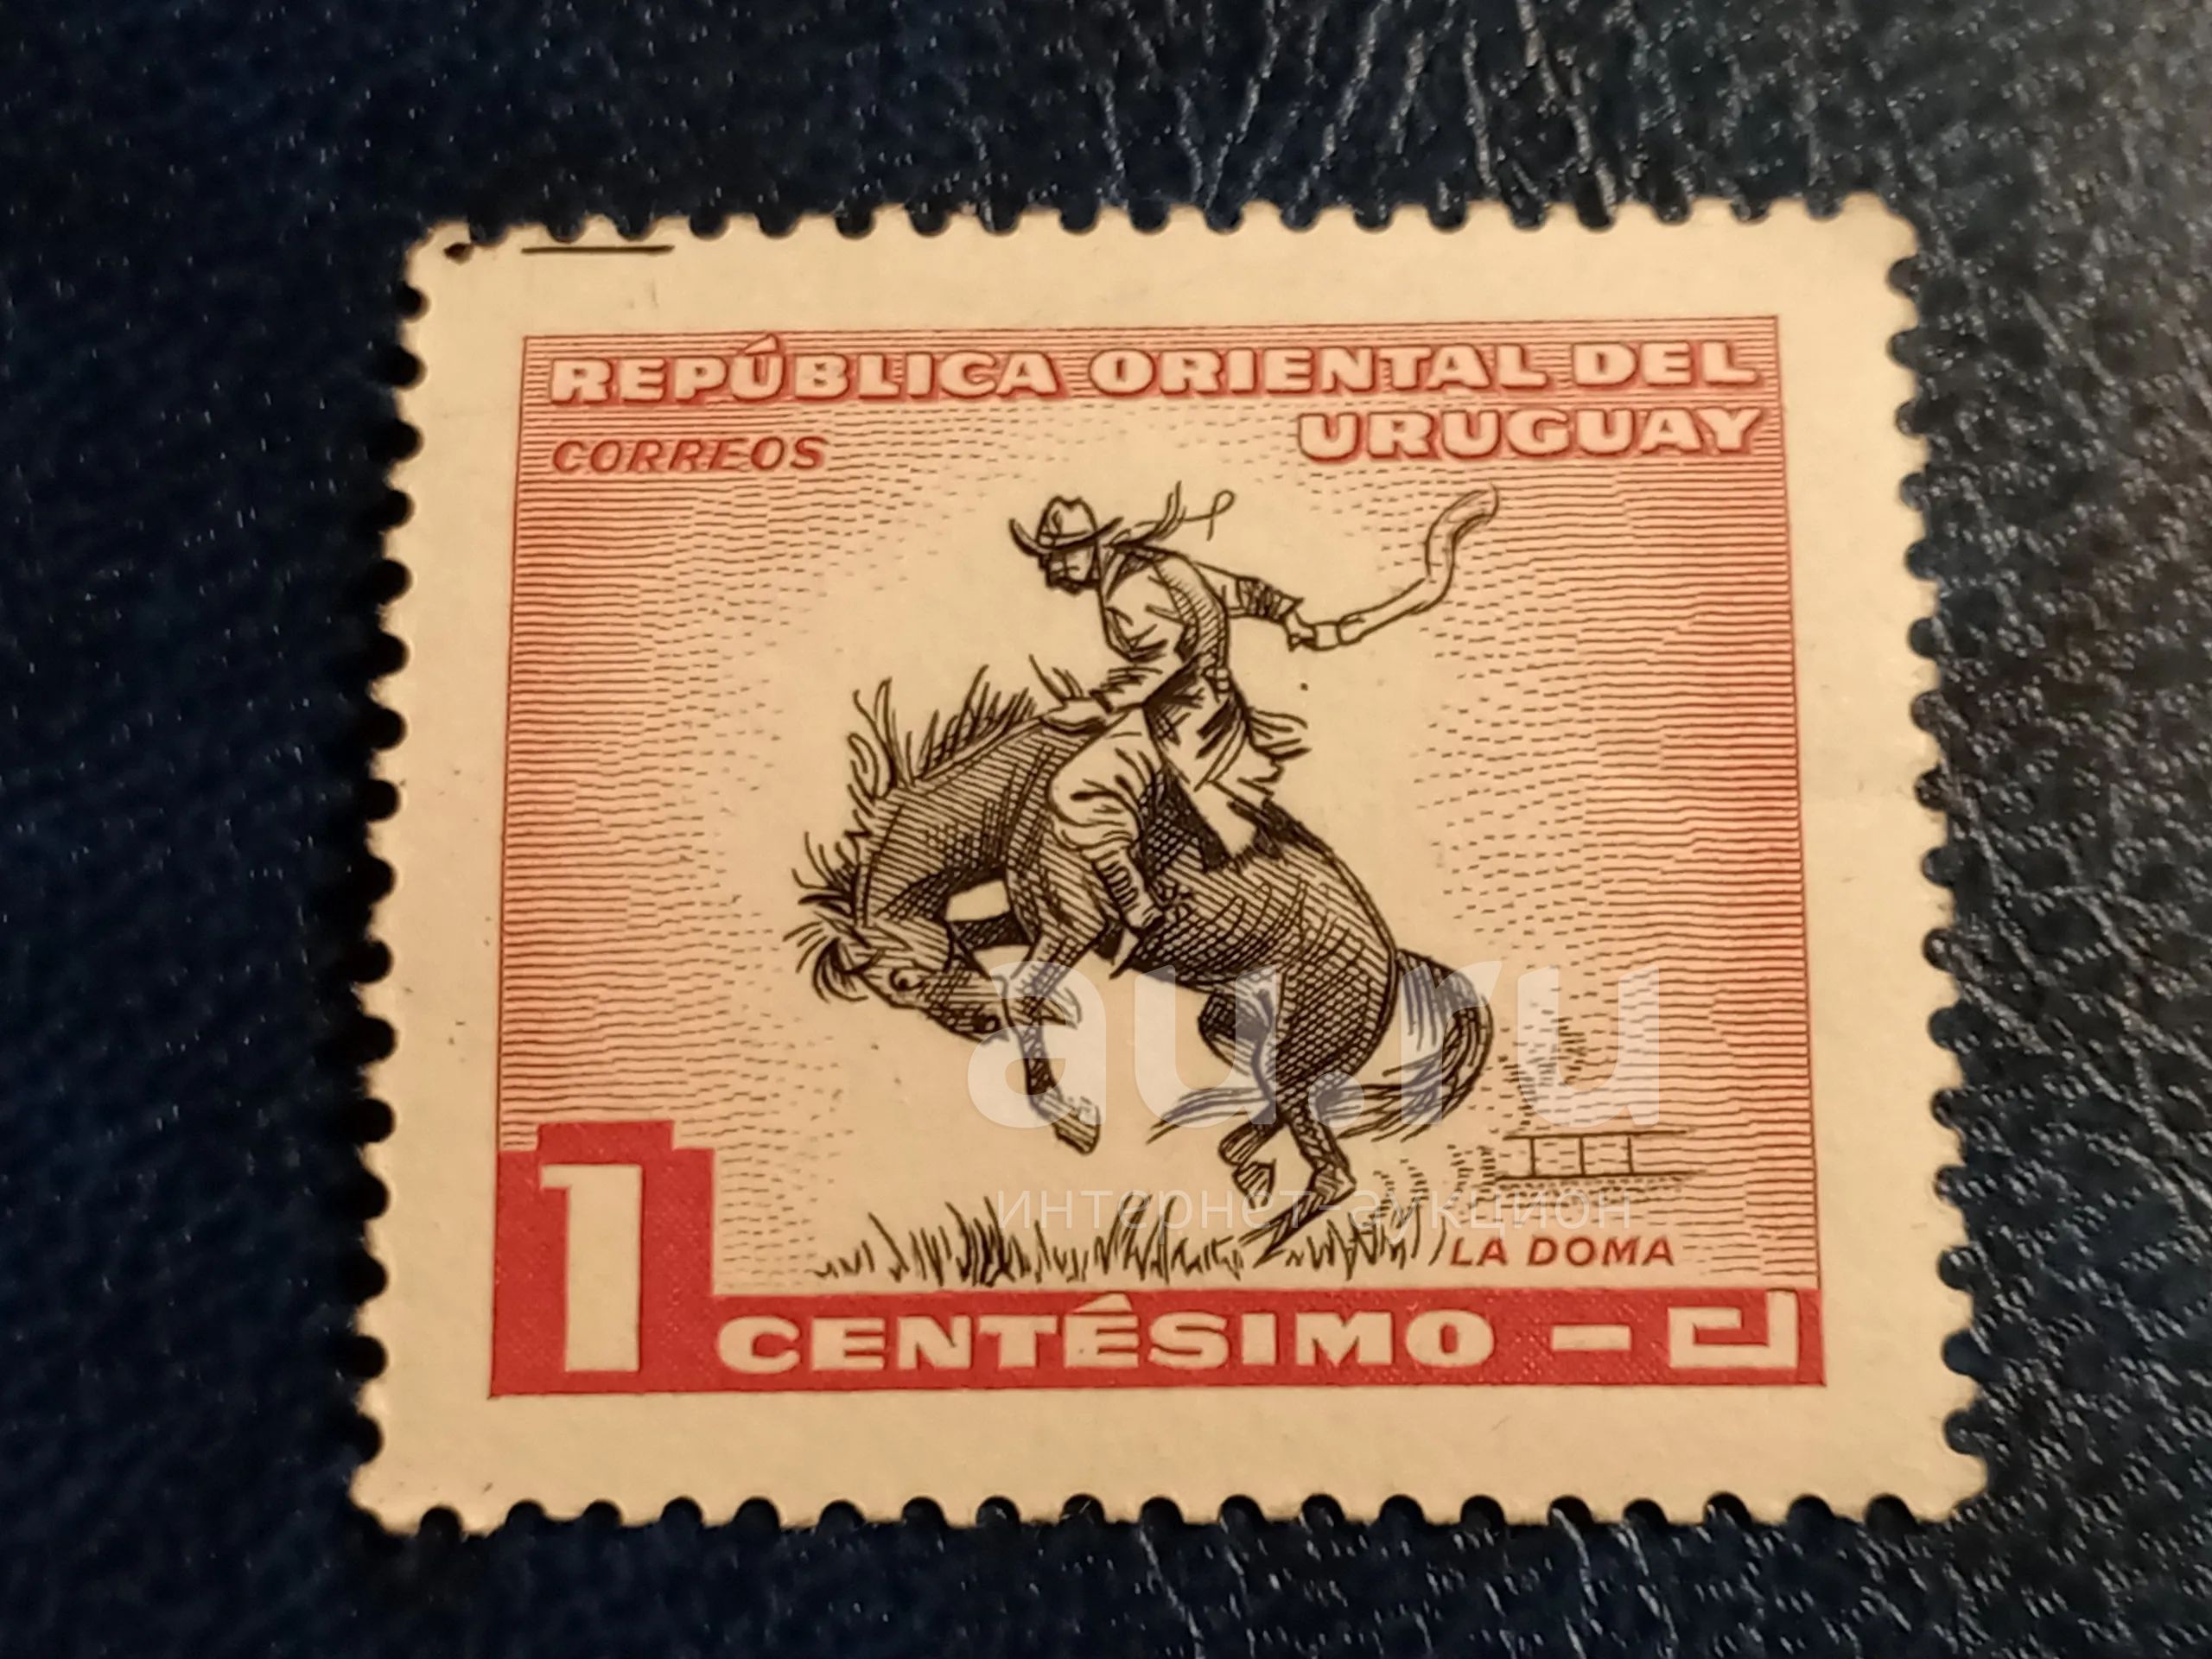 REPÚBLICA ORIENTAL DEL
URUGUAY
CORREOS
au.ru
интернет-аукцион
LA DOMA
1 CENTÉSIMO -